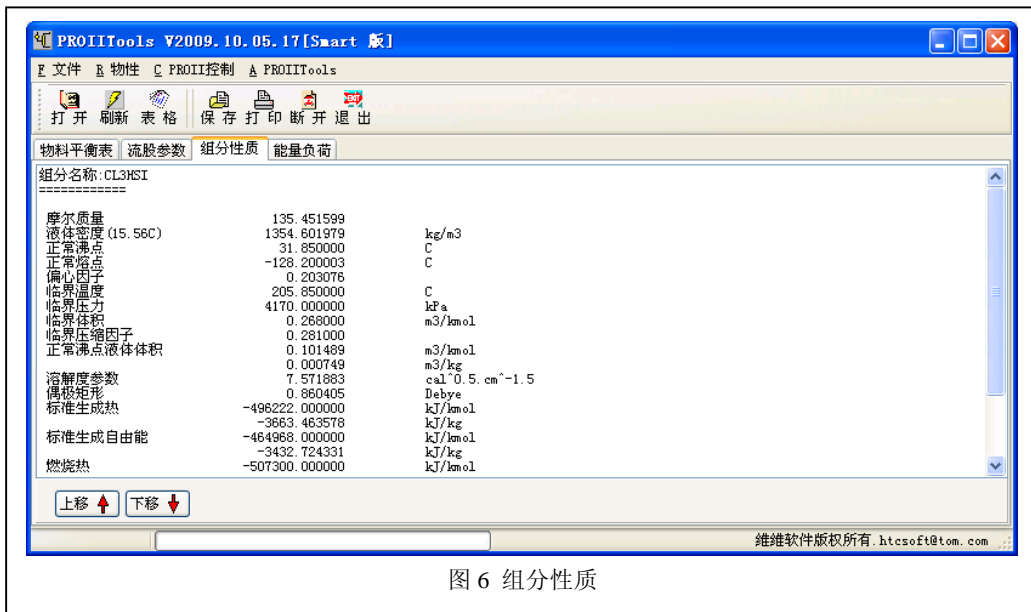 PROIITools V2009.10.05.17[Smart 版]
F 文件 R 物性 C PROII控制 A PROIITools
打 开 刷新 表 格 保 存 打 印 断 开 退 出
物料平衡表 流股参数 组分性质 能量负荷
组分名称:CL3HSI
============
摩尔质量 135.451599
液体密度(15.56C) 1354.601979 kg/m3
正常沸点 31.850000 C
正常熔点 -128.200003 C
偏心因子 0.203076
临界温度 205.850000 C
临界压力 4170.000000 kPa
临界体积 0.268000 m3/kmol
临界压缩因子 0.281000
正常沸点液体体积 0.101489 m3/kmol
0.000749 m3/kg
溶解度参数 7.571883 cal^0.5.cm^-1.5
偶极矩形 0.860405 Debye
标准生成热 -496222.000000 kJ/kmol
-3663.463578 kJ/kg
标准生成自由能 -464968.000000 kJ/kmol
-3432.724331 kJ/kg
燃烧热 -507300.000000 kJ/kmol
上移 下移
維維软件版权所有.htcsoft@tom.com
图 6 组分性质